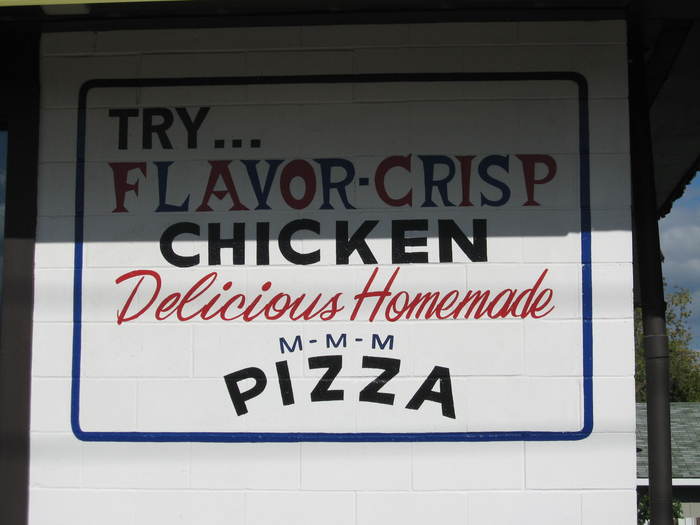 TRY...
FLAVOR-CRISP
CHICKEN
Delicious Homemade
M-M-M
PIZZA